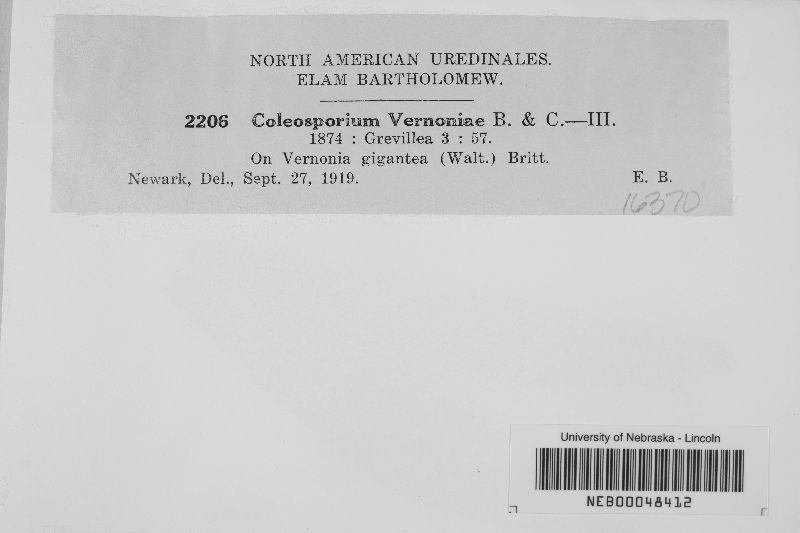 NORTH AMERICAN UREDINALES.
ELAM BARTHOLOMEW.
2206 Coleosporium Vernoniae B. & C.—III.
1874 : Grevillea 3 : 57.
On Vernonia gigantea (Walt.) Britt.
Newark, Del., Sept. 27, 1919. E. B.
16370
University of Nebraska - Lincoln
NEB00048412